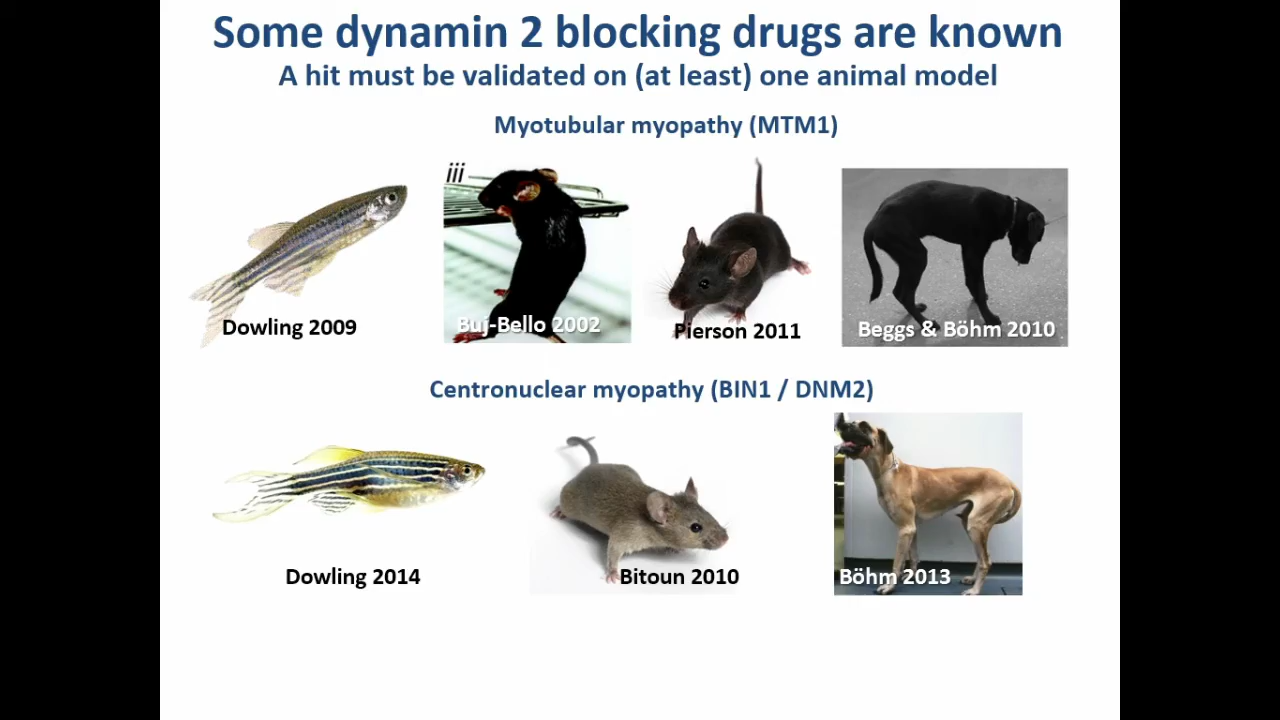 Some dynamin 2 blocking drugs are known
A hit must be validated on (at least) one animal model
Myotubular myopathy (MTM1)
iii
Dowling 2009
Buj-Bello 2002
Pierson 2011
Beggs & Böhm 2010
Centronuclear myopathy (BIN1 / DNM2)
Dowling 2014
Bitoun 2010
Böhm 2013